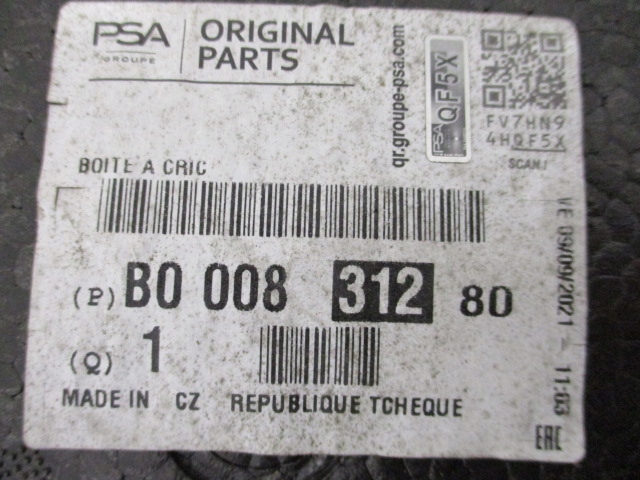 PSA
GROUPE
ORIGINAL
PARTS
qr.groupe-psa.com
PSA QF5X
FV7HN9
4HQF5X
SCAN!
BOITE A CRIC
(P) B0 008 312 80
(Q) 1
MADE IN CZ REPUBLIQUE TCHEQUE
VE 09/09/2021 - 11:03
EAC